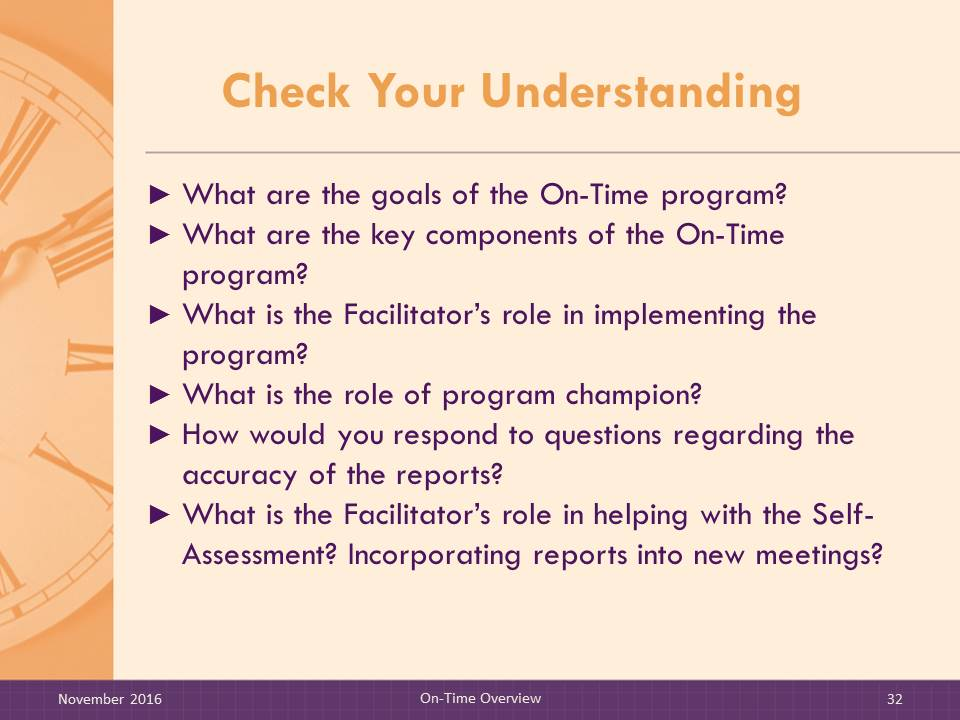 Check Your Understanding
► What are the goals of the On-Time program?
► What are the key components of the On-Time
program?
► What is the Facilitator’s role in implementing the
program?
► What is the role of program champion?
► How would you respond to questions regarding the
accuracy of the reports?
► What is the Facilitator’s role in helping with the Self-
Assessment? Incorporating reports into new meetings?
November 2016
On-Time Overview
32